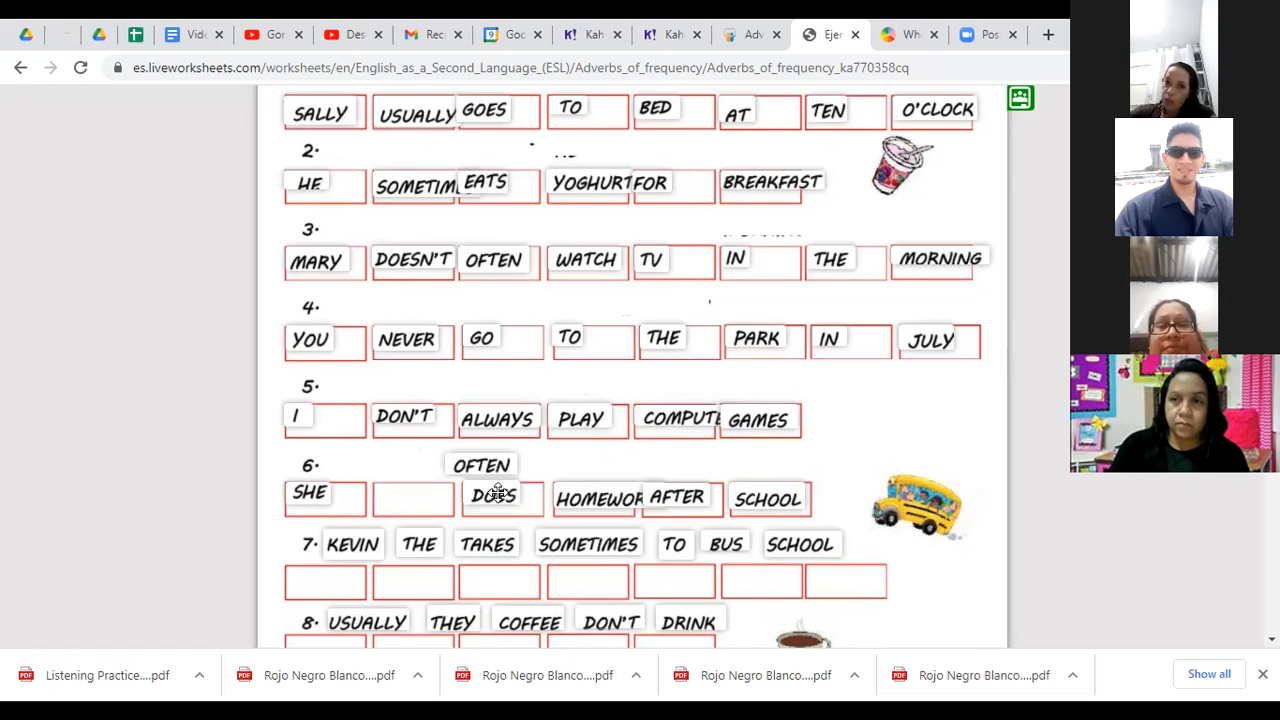 Vide
Gor
Des
Rec
Goc
Kah
Kah
Adv
Ejer
Wh
Pos
es.liveworksheets.com/worksheets/en/English_as_a_Second_Language_(ESL)/Adverbs_of_frequency/Adverbs_of_frequency_ka770358cq
SALLY USUALLY GOES TO BED AT TEN O'CLOCK
2.
HE SOMETIM EATS YOGHURT FOR BREAKFAST
3.
MARY DOESN'T OFTEN WATCH TV IN THE MORNING
4.
YOU NEVER GO TO THE PARK IN JULY
5.
I DON'T ALWAYS PLAY COMPUTE GAMES
6.
OFTEN
SHE DOES HOMEWOR AFTER SCHOOL
7. KEVIN THE TAKES SOMETIMES TO BUS SCHOOL
8. USUALLY THEY COFFEE DON'T DRINK
Listening Practice....pdf
Rojo Negro Blanco....pdf
Rojo Negro Blanco....pdf
Rojo Negro Blanco....pdf
Rojo Negro Blanco....pdf
Show all